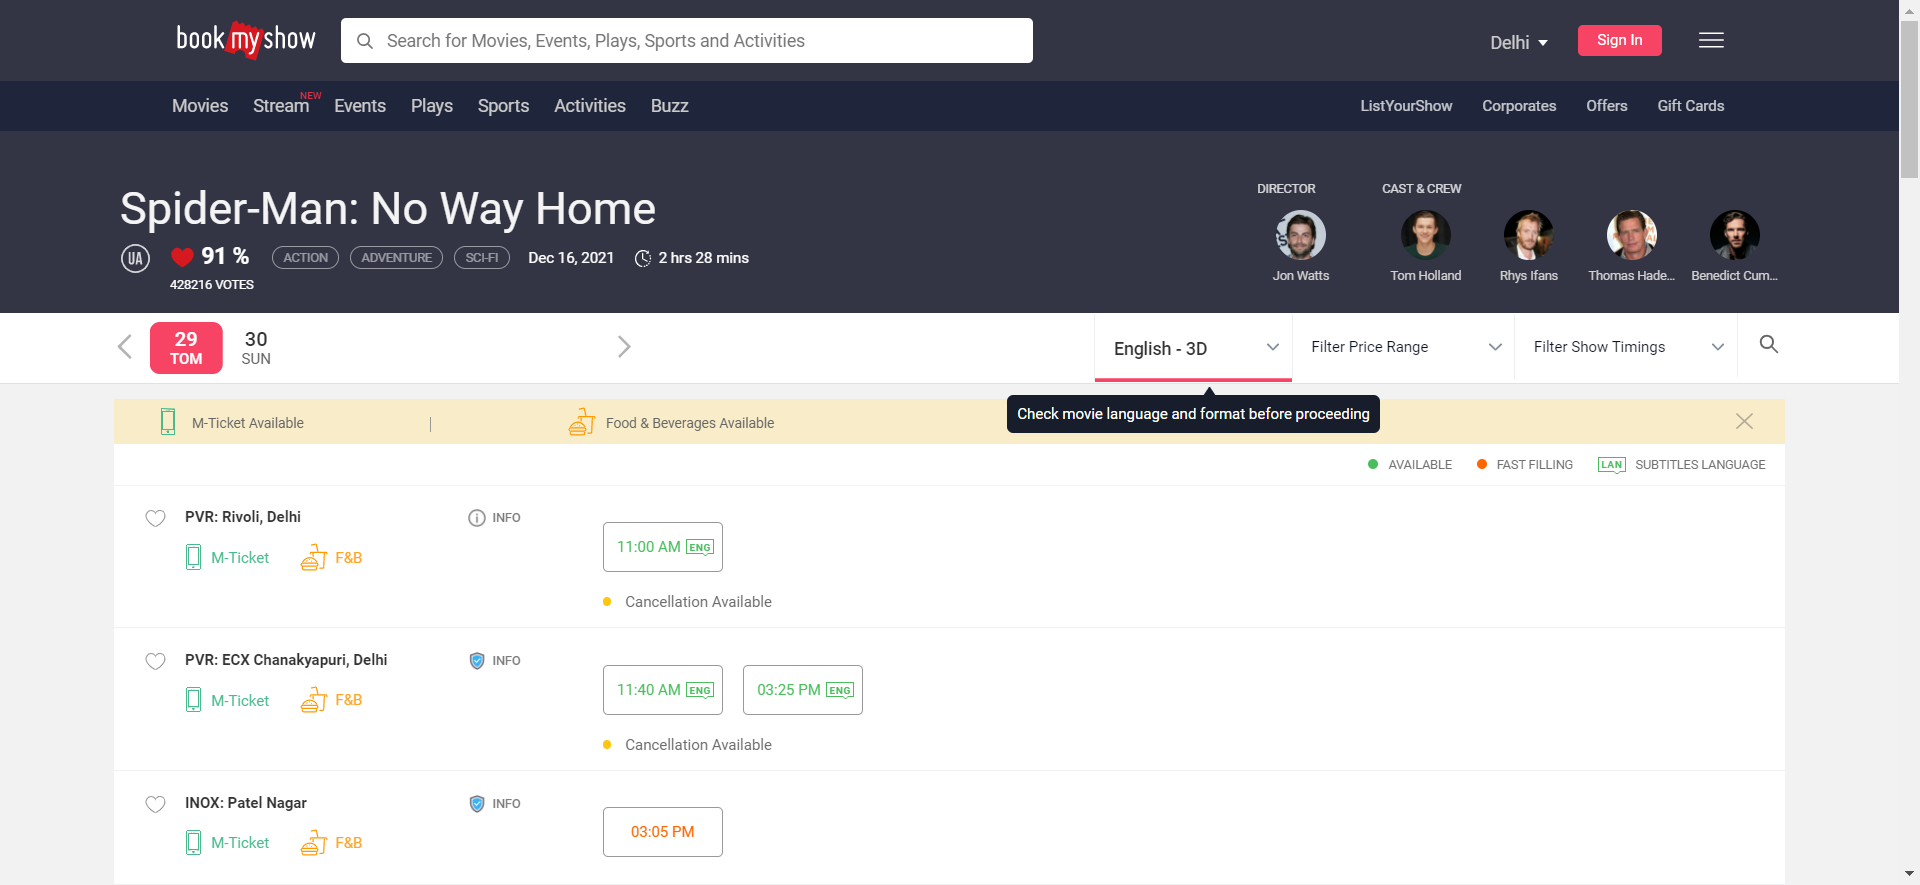 bookmyshow
Search for Movies, Events, Plays, Sports and Activities
Delhi
Sign In
Movies
Stream
NEW
Events
Plays
Sports
Activities
Buzz
ListYourShow
Corporates
Offers
Gift Cards
Spider-Man: No Way Home
UA
91 %
428216 VOTES
ACTION
ADVENTURE
SCI-FI
Dec 16, 2021
2 hrs 28 mins
DIRECTOR
CAST & CREW
Jon Watts
Tom Holland
Rhys Ifans
Thomas Hade...
Benedict Cum...
29
TOM
30
SUN
English - 3D
Filter Price Range
Filter Show Timings
Check movie language and format before proceeding
M-Ticket Available
|
Food & Beverages Available
AVAILABLE
FAST FILLING
LAN
SUBTITLES LANGUAGE
PVR: Rivoli, Delhi
INFO
M-Ticket
F&B
11:00 AM ENG
Cancellation Available
PVR: ECX Chanakyapuri, Delhi
INFO
M-Ticket
F&B
11:40 AM ENG
03:25 PM ENG
Cancellation Available
INOX: Patel Nagar
INFO
M-Ticket
F&B
03:05 PM